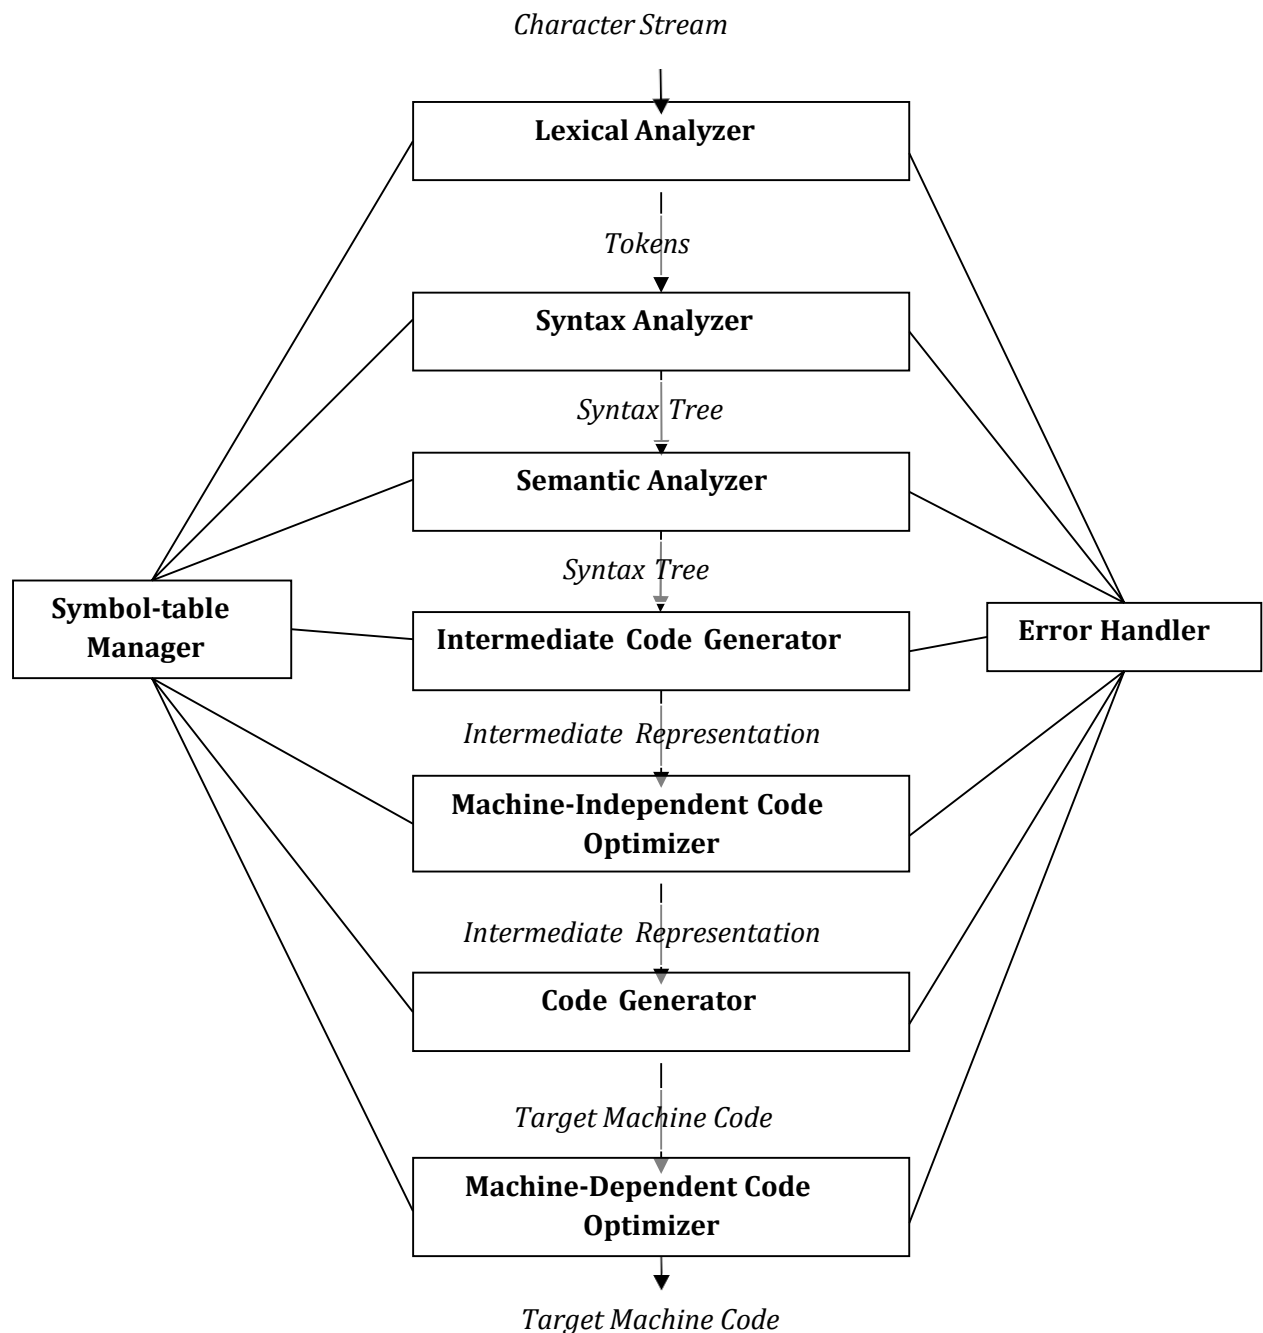 Character Stream
Lexical Analyzer
Tokens
Syntax Analyzer
Syntax Tree
Semantic Analyzer
Syntax Tree
Symbol-table
Manager
Intermediate Code Generator
Error Handler
Intermediate Representation
Machine-Independent Code
Optimizer
Intermediate Representation
Code Generator
Target Machine Code
Machine-Dependent Code
Optimizer
Target Machine Code